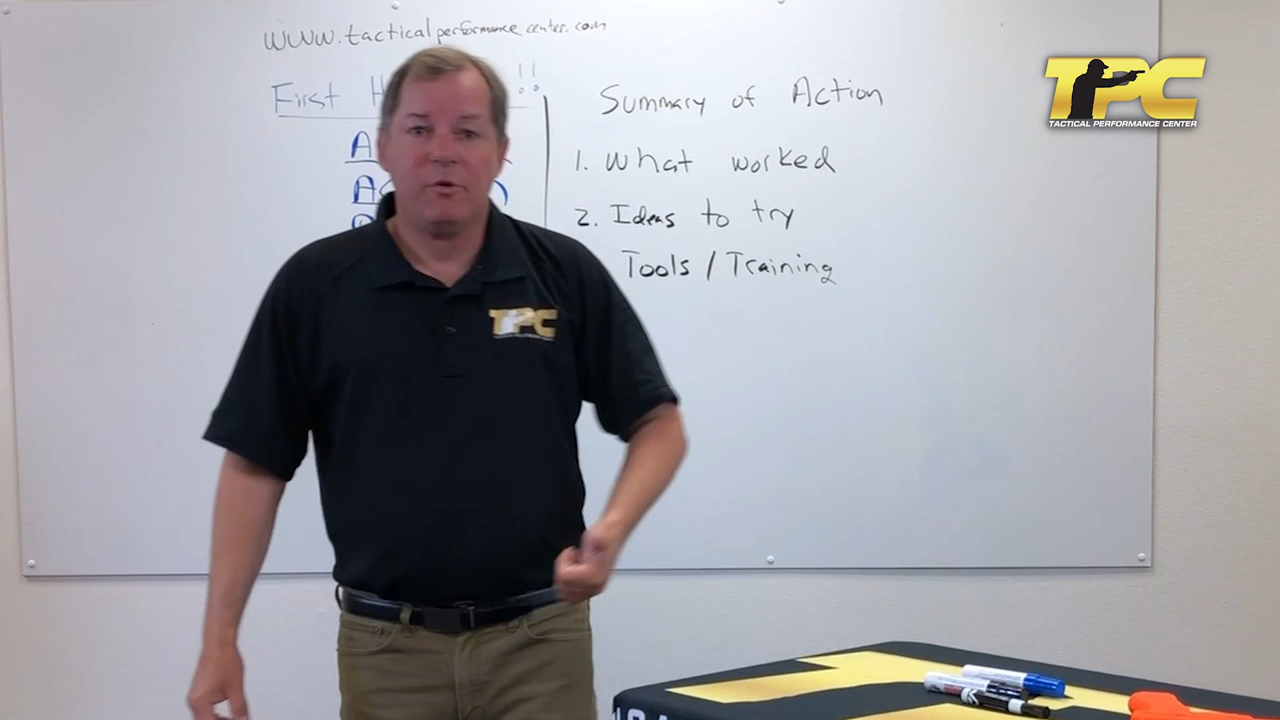 www.tacticalperformancecenter.com
First H !!
A
Ac
Summary of Action
1. What worked
2. Ideas to try
Tools / Training
TPC
TACTICAL PERFORMANCE CENTER
TPC